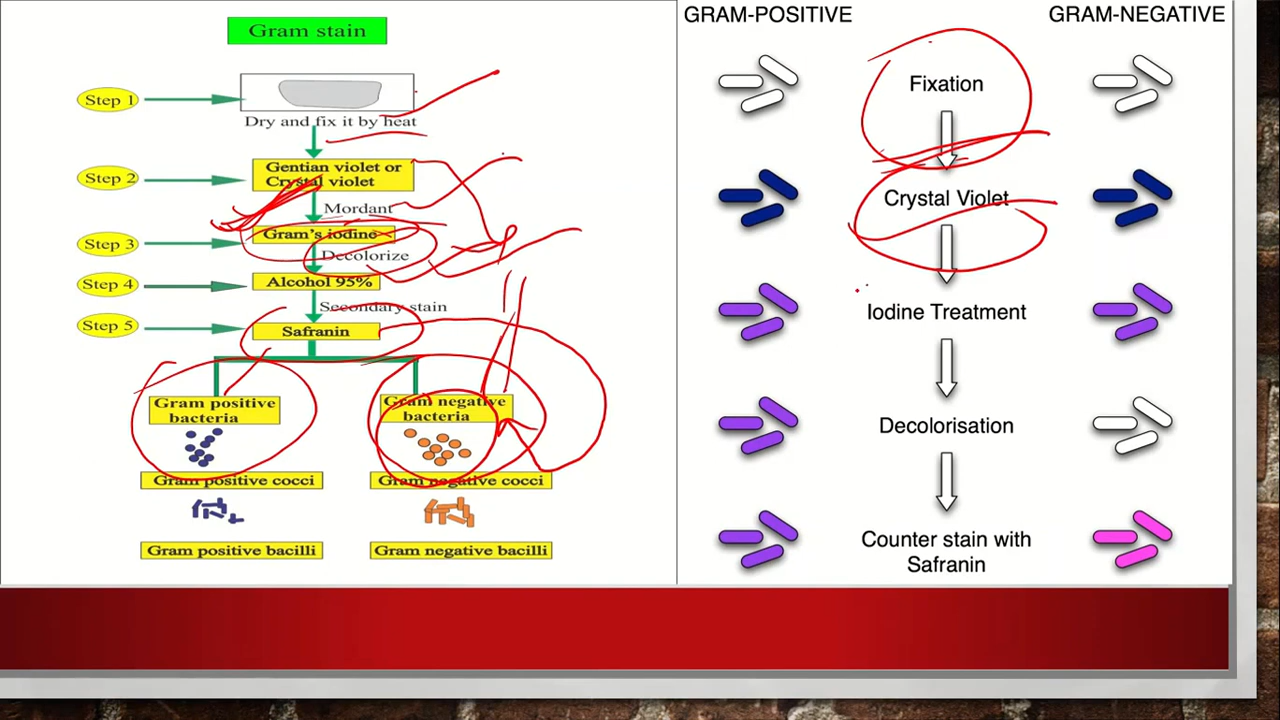 Gram stain
Step 1
Dry and fix it by heat
Step 2
Gentian violet or
Crystal violet
Mordant
Step 3
Gram's iodine
Decolorize
Step 4
Alcohol 95%
Secondary stain
Step 5
Safranin
Gram positive
bacteria
Gram negative
bacteria
Gram positive cocci
Gram negative cocci
Gram positive bacilli
Gram negative bacilli
GRAM-POSITIVE
GRAM-NEGATIVE
Fixation
Crystal Violet
Iodine Treatment
Decolorisation
Counter stain with
Safranin